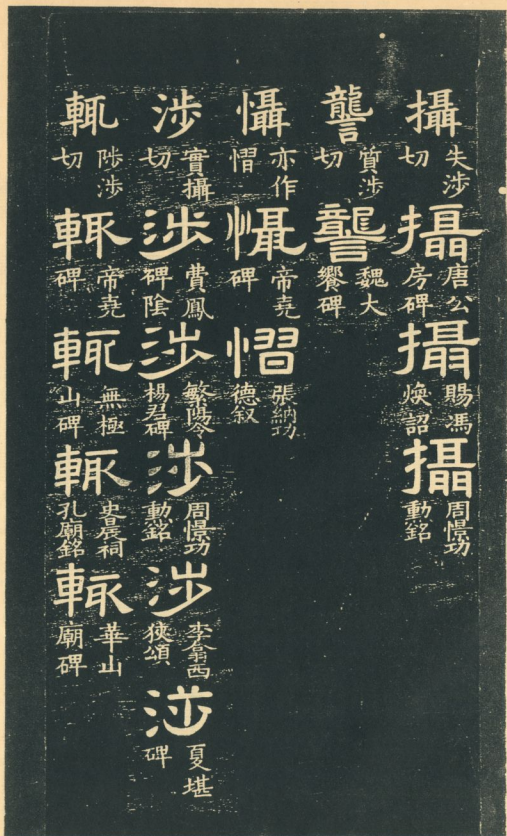 攝 失涉切 攝 唐公房碑 攝 賜馮煥詔 攝 周憬功勳銘
讋 質涉切 讋 魏大饗碑
懾 亦作慴 懾 帝堯碑 慴 張納功德叙
涉 實攝切 涉 費鳳碑陰 涉 繁陽令楊君碑 涉 周憬功勳銘 涉 李翕西狹頌 涉 夏堪碑
輒 陟涉切 輒 帝堯碑 輒 無極山碑 輒 史晨祠孔廟銘 輒 華山廟碑